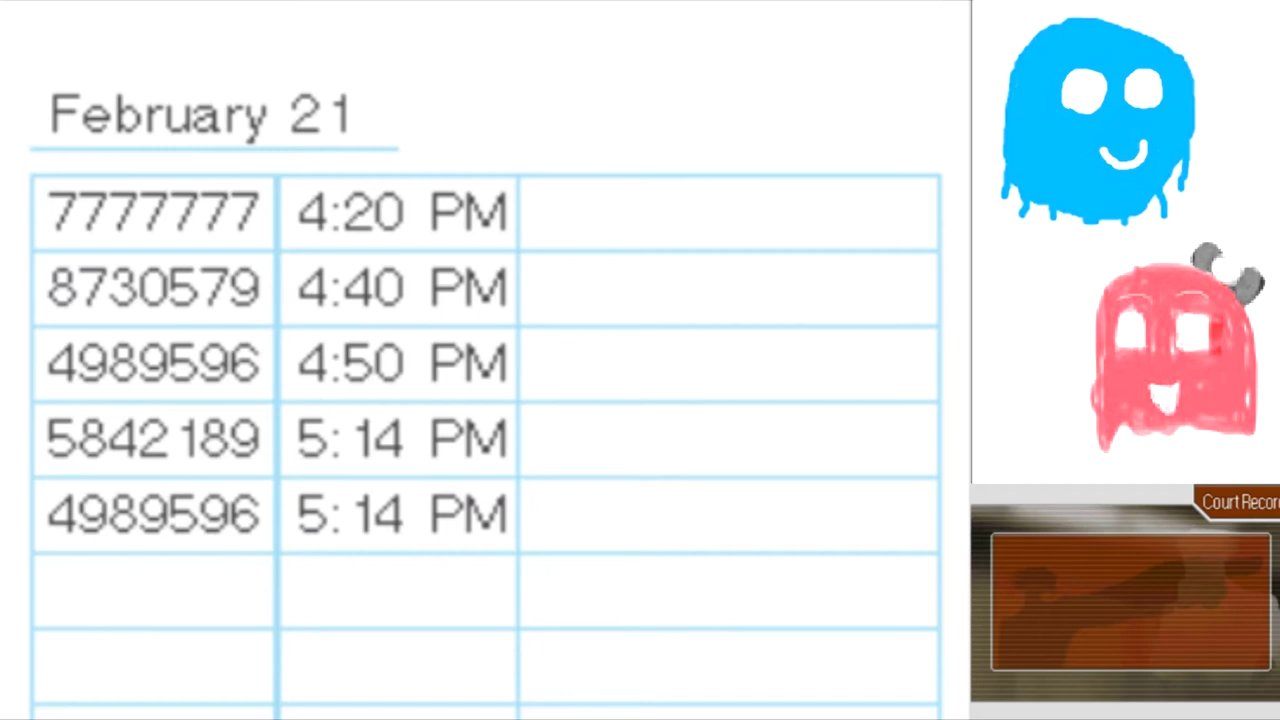 February 21
7777777 4:20 PM
8730579 4:40 PM
4989596 4:50 PM
5842189 5:14 PM
4989596 5:14 PM
Court Recor